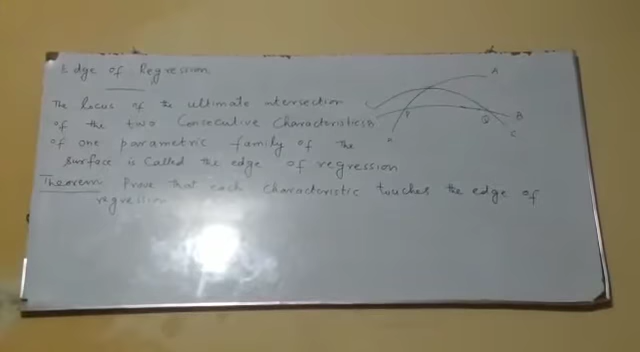 Edge of Regression
The locus of the ultimate intersection
of the two Consecutive Characteristics
of one parametric family of the
surface is Called the edge of regression
Theorem Prove that each characteristic touches the edge of
regression
A
P
Q
B
C